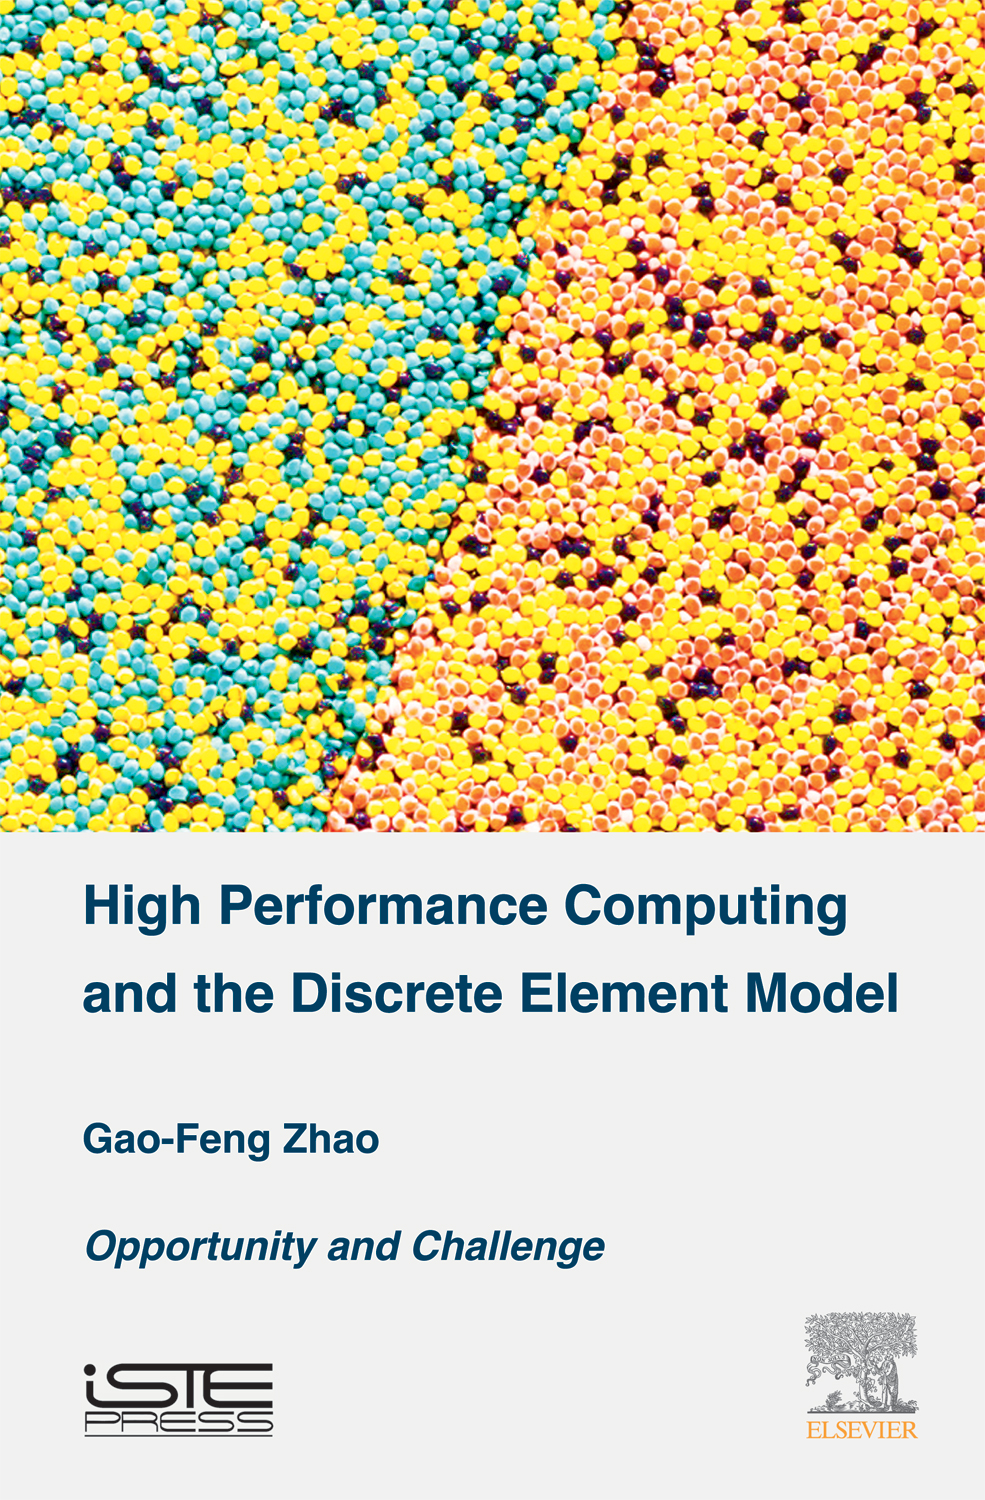 High Performance Computing
and the Discrete Element Model
Gao-Feng Zhao
Opportunity and Challenge
iSTE
PRESS
ELSEVIER